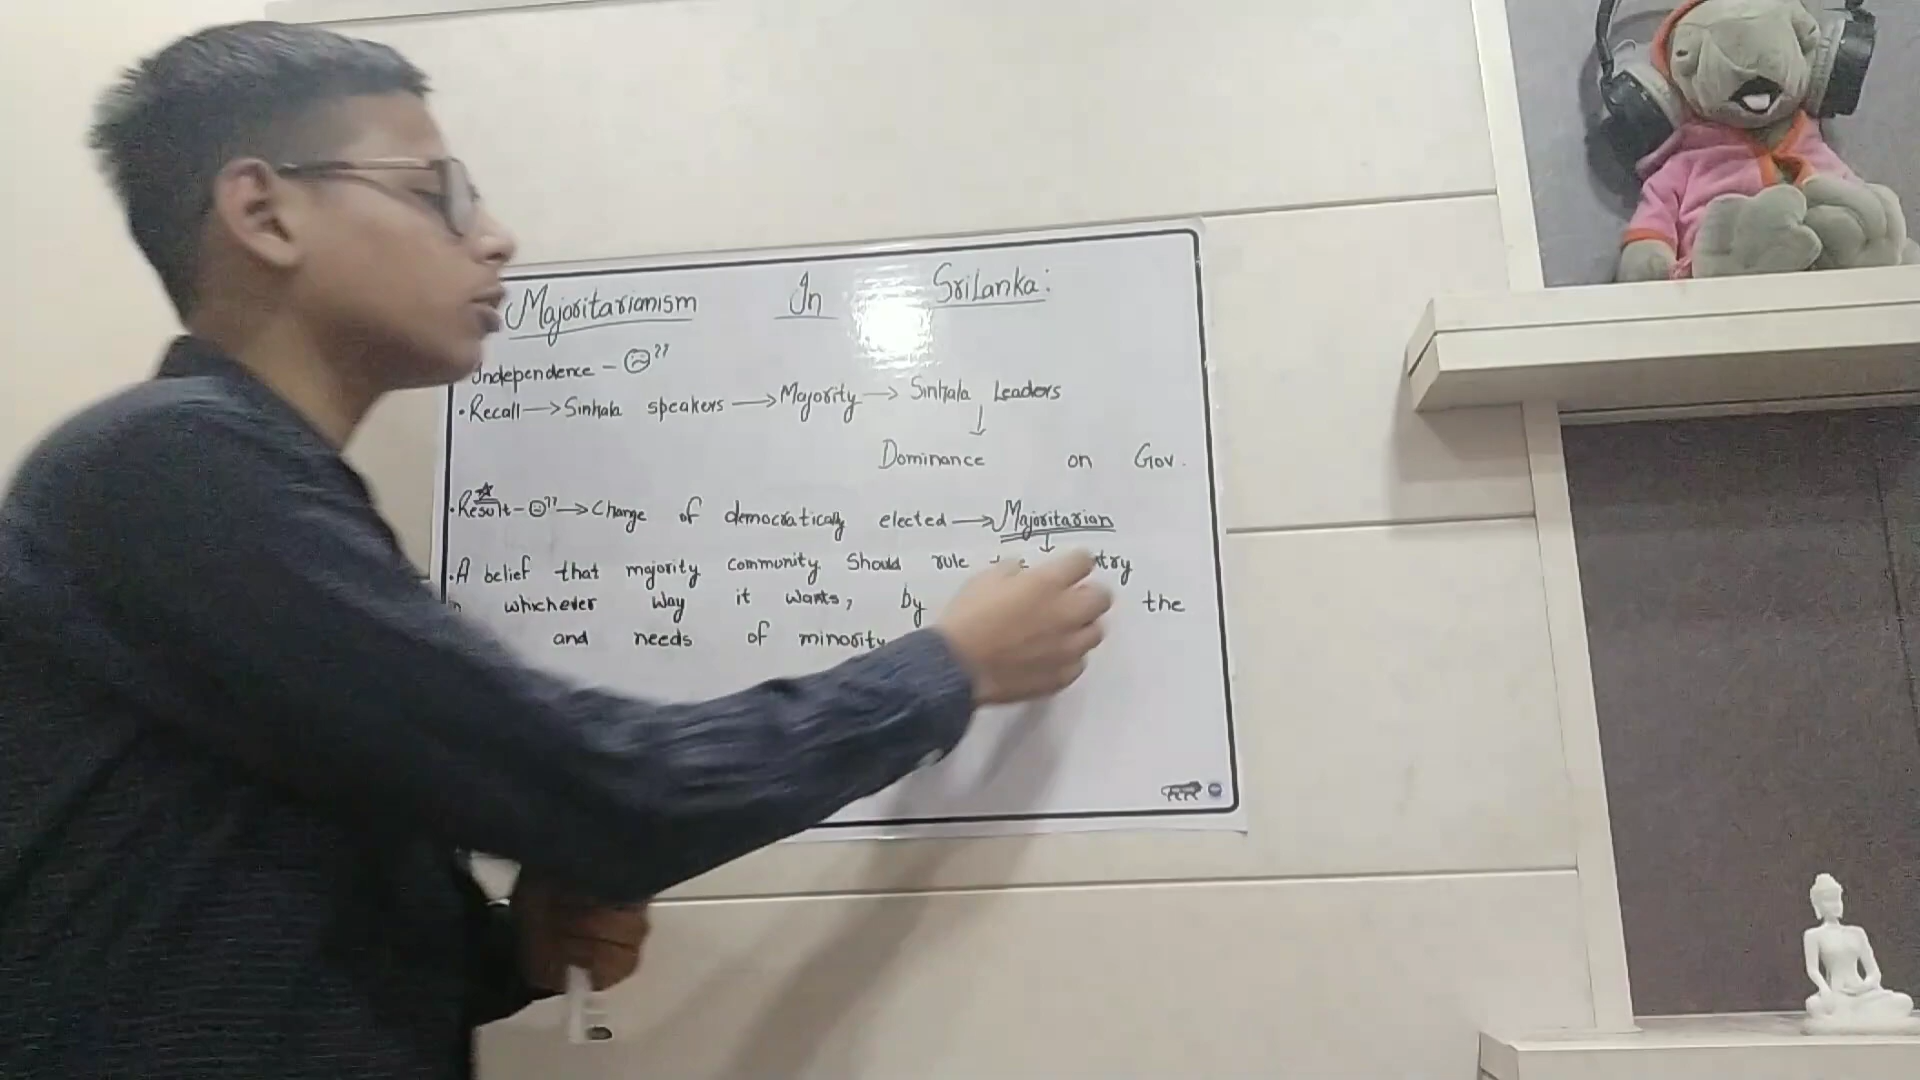 Majoritarianism In SriLanka:
Independence - ??
•Recall → Sinhala speakers → Majority → Sinhala Leaders
↓
Dominance on Gov.
•Result - ?? → Change of democratically elected → Majoritarian
↓
•A belief that majority community Should rule
whichever way it wants, by the
and needs of minority